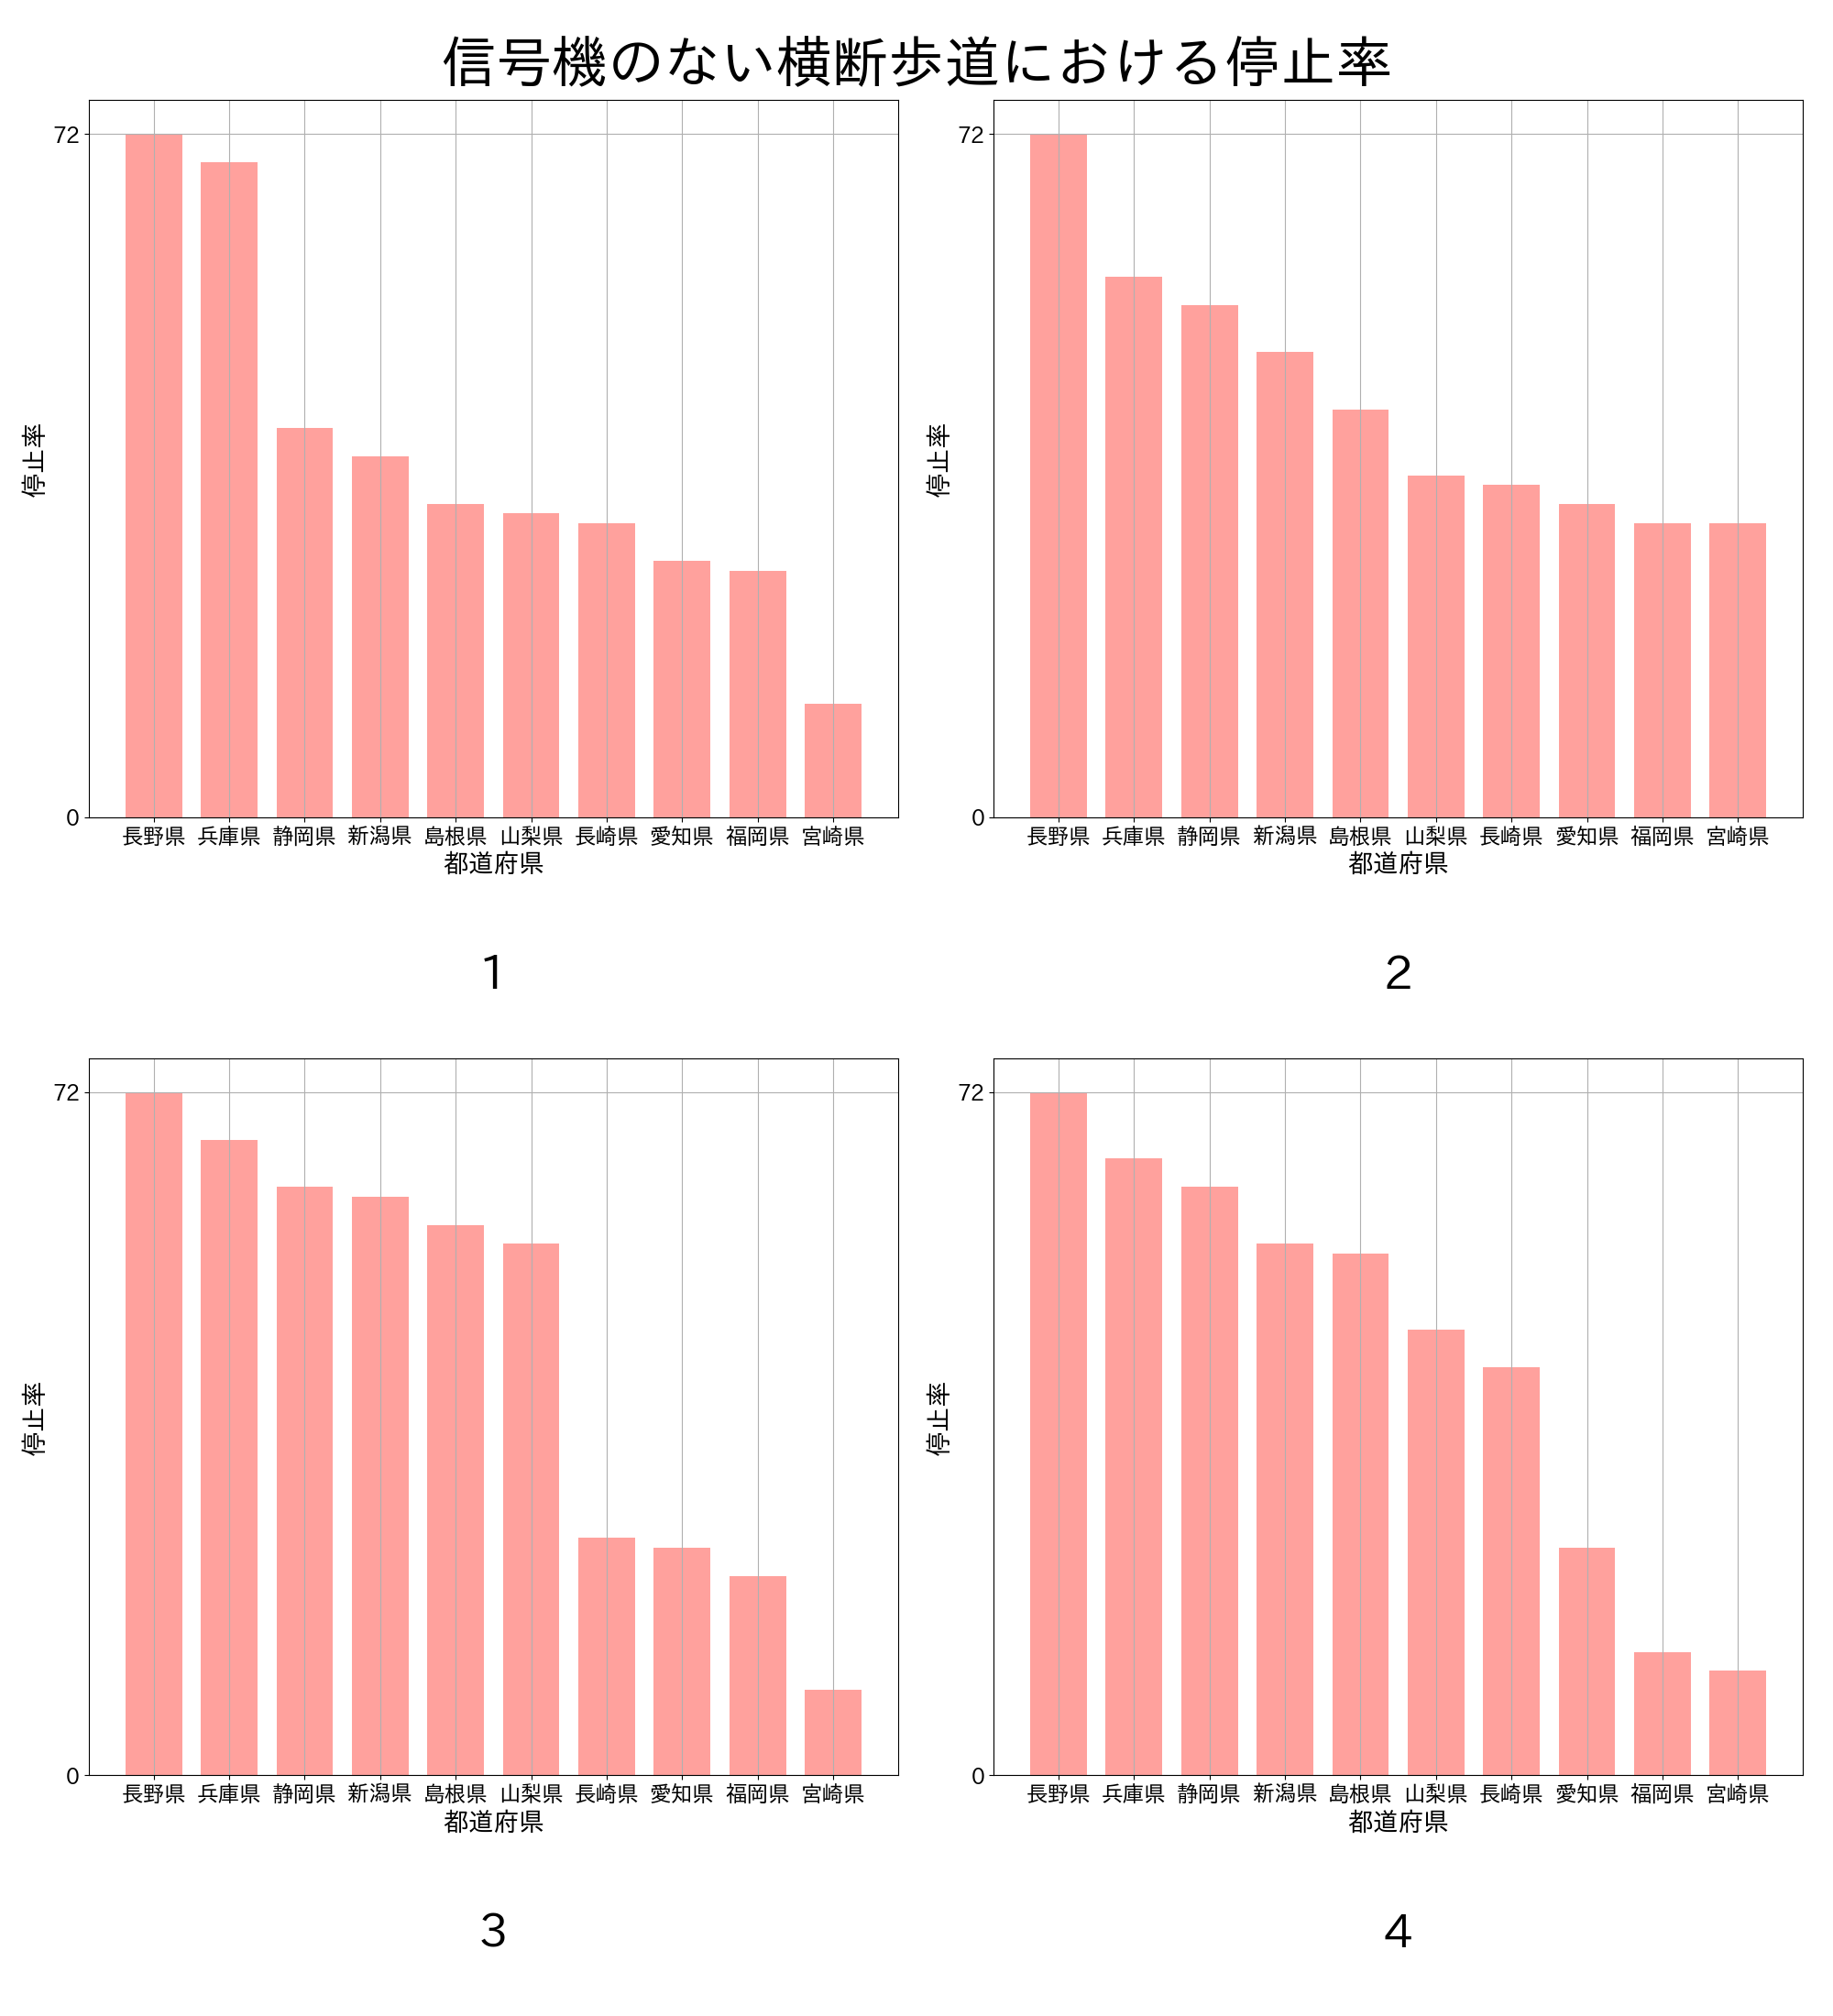 信号機のない横断歩道における停止率
72
0
停止率
長野県 兵庫県 静岡県 新潟県 島根県 山梨県 長崎県 愛知県 福岡県 宮崎県
都道府県
1
72
0
停止率
長野県 兵庫県 静岡県 新潟県 島根県 山梨県 長崎県 愛知県 福岡県 宮崎県
都道府県
2
72
0
停止率
長野県 兵庫県 静岡県 新潟県 島根県 山梨県 長崎県 愛知県 福岡県 宮崎県
都道府県
3
72
0
停止率
長野県 兵庫県 静岡県 新潟県 島根県 山梨県 長崎県 愛知県 福岡県 宮崎県
都道府県
4